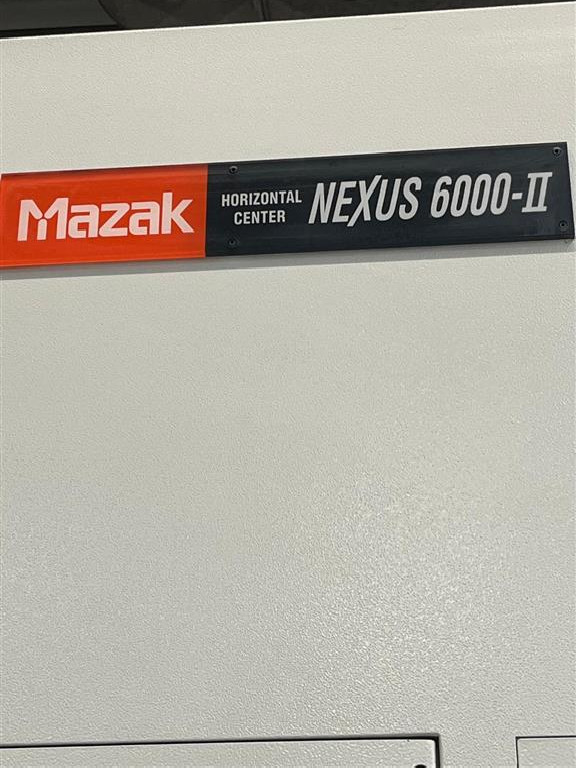 Mazak
HORIZONTAL
CENTER
NEXUS 6000-II